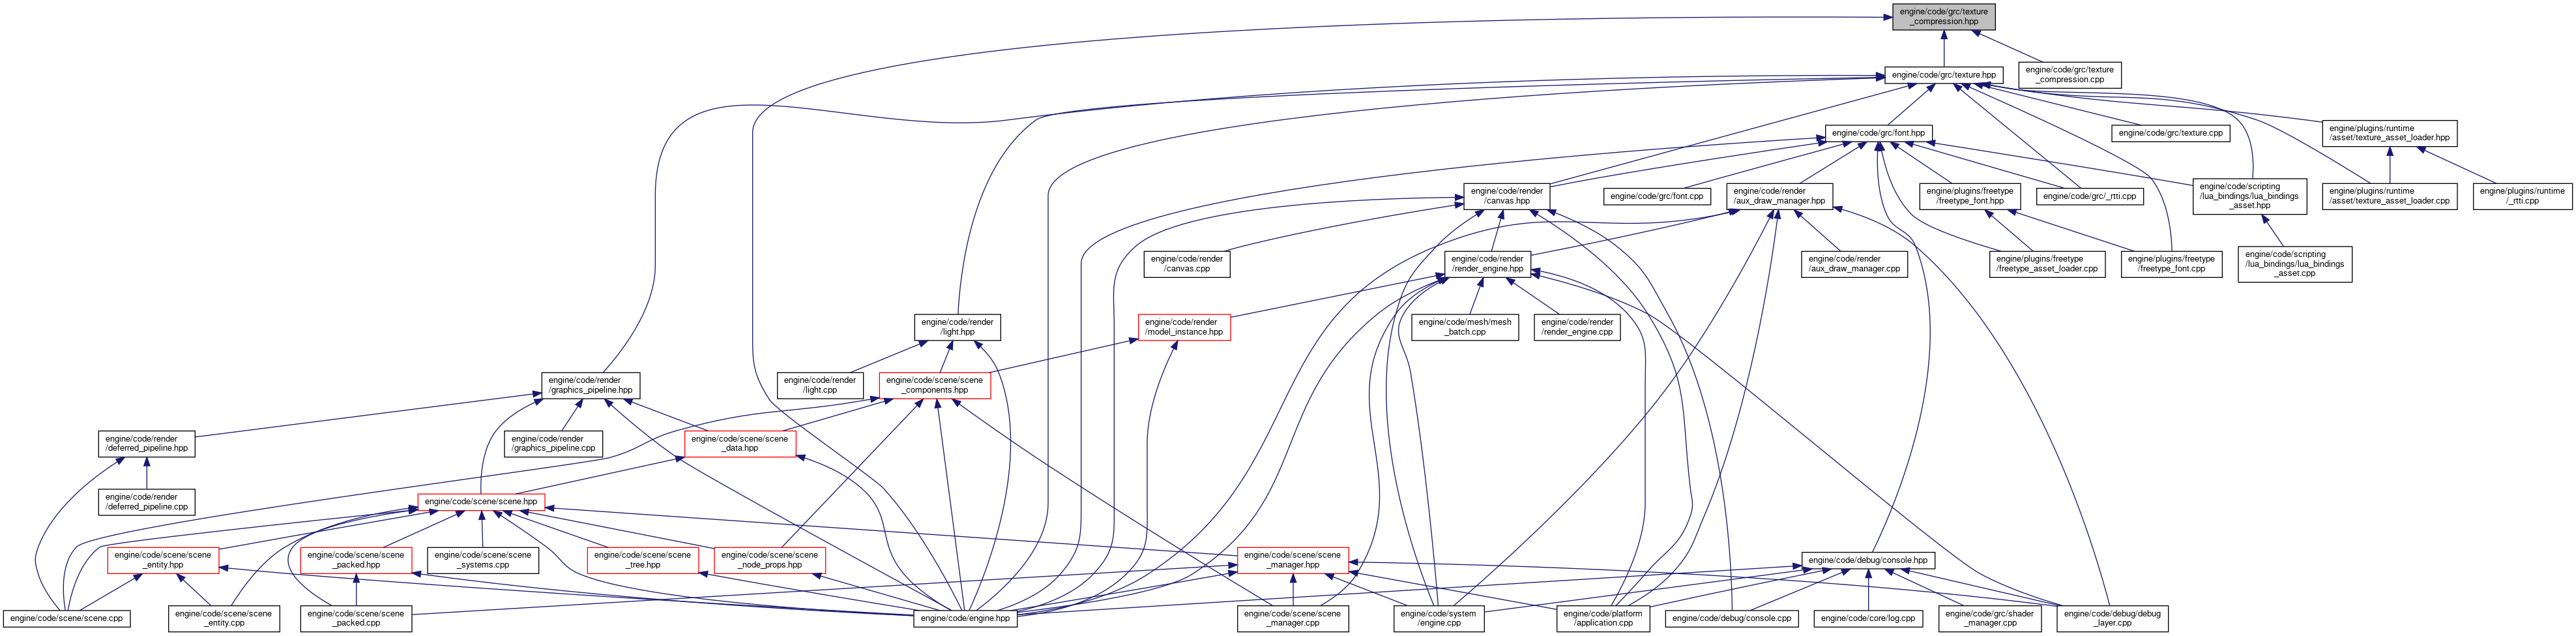 engine/code/grc/texture
_compression.hpp
engine/code/grc/texture.hpp
engine/code/grc/texture
_compression.cpp
engine/code/grc/font.hpp
engine/code/grc/texture.cpp
engine/plugins/runtime
/asset/texture_asset_loader.hpp
engine/code/render
/canvas.hpp
engine/code/grc/font.cpp
engine/code/render
/aux_draw_manager.hpp
engine/plugins/freetype
/freetype_font.hpp
engine/code/grc/_rtti.cpp
engine/code/scripting
/lua_bindings/lua_bindings
_asset.hpp
engine/plugins/runtime
/asset/texture_asset_loader.cpp
engine/plugins/runtime
/_rtti.cpp
engine/code/render
/canvas.cpp
engine/code/render
/render_engine.hpp
engine/code/render
/aux_draw_manager.cpp
engine/plugins/freetype
/freetype_asset_loader.cpp
engine/plugins/freetype
/freetype_font.cpp
engine/code/scripting
/lua_bindings/lua_bindings
_asset.cpp
engine/code/render
/light.hpp
engine/code/render
/model_instance.hpp
engine/code/mesh/mesh
_batch.cpp
engine/code/render
/render_engine.cpp
engine/code/render
/graphics_pipeline.hpp
engine/code/render
/light.cpp
engine/code/scene/scene
_components.hpp
engine/code/render
/deferred_pipeline.hpp
engine/code/render
/graphics_pipeline.cpp
engine/code/scene/scene
_data.hpp
engine/code/render
/deferred_pipeline.cpp
engine/code/scene/scene.hpp
engine/code/scene/scene
_entity.hpp
engine/code/scene/scene
_packed.hpp
engine/code/scene/scene
_systems.cpp
engine/code/scene/scene
_tree.hpp
engine/code/scene/scene
_node_props.hpp
engine/code/scene/scene
_manager.hpp
engine/code/debug/console.hpp
engine/code/scene/scene.cpp
engine/code/scene/scene
_entity.cpp
engine/code/scene/scene
_packed.cpp
engine/code/engine.hpp
engine/code/scene/scene
_manager.cpp
engine/code/system
/engine.cpp
engine/code/platform
/application.cpp
engine/code/debug/console.cpp
engine/code/core/log.cpp
engine/code/grc/shader
_manager.cpp
engine/code/debug/debug
_layer.cpp